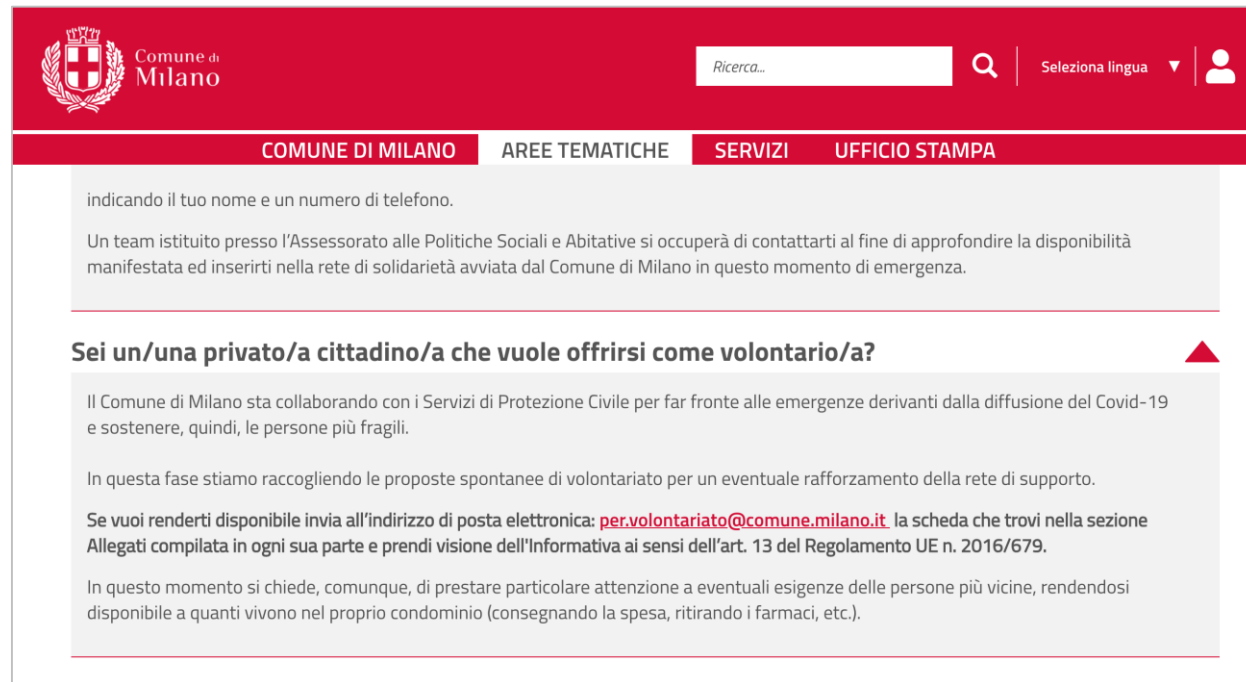 Comune di
Milano
Ricerca...
Seleziona lingua
COMUNE DI MILANO AREE TEMATICHE SERVIZI UFFICIO STAMPA
indicando il tuo nome e un numero di telefono.
Un team istituito presso l'Assessorato alle Politiche Sociali e Abitative si occuperà di contattarti al fine di approfondire la disponibilità
manifestata ed inserirti nella rete di solidarietà avviata dal Comune di Milano in questo momento di emergenza.
Sei un/una privato/a cittadino/a che vuole offrirsi come volontario/a?
Il Comune di Milano sta collaborando con i Servizi di Protezione Civile per far fronte alle emergenze derivanti dalla diffusione del Covid-19
e sostenere, quindi, le persone più fragili.
In questa fase stiamo raccogliendo le proposte spontanee di volontariato per un eventuale rafforzamento della rete di supporto.
Se vuoi renderti disponibile invia all'indirizzo di posta elettronica: per.volontariato@comune.milano.it la scheda che trovi nella sezione
Allegati compilata in ogni sua parte e prendi visione dell'Informativa ai sensi dell'art. 13 del Regolamento UE n. 2016/679.
In questo momento si chiede, comunque, di prestare particolare attenzione a eventuali esigenze delle persone più vicine, rendendosi
disponibile a quanti vivono nel proprio condominio (consegnando la spesa, ritirando i farmaci, etc.).